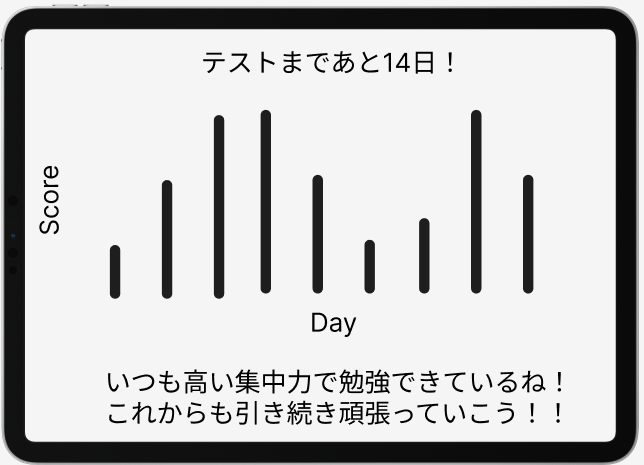 テストまであと14日！
Score
Day
いつも高い集中力で勉強できているね！
これからも引き続き頑張っていこう！！